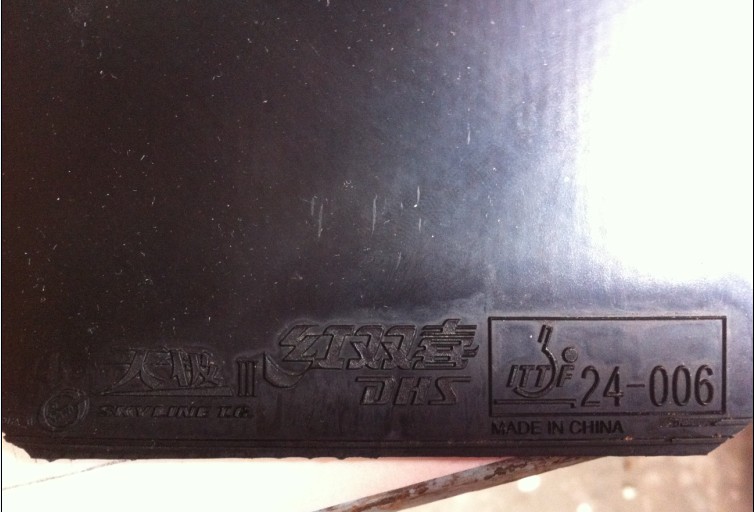 天极 III
SKYLINE
红双喜
DHS
ITTF 24-006
MADE IN CHINA